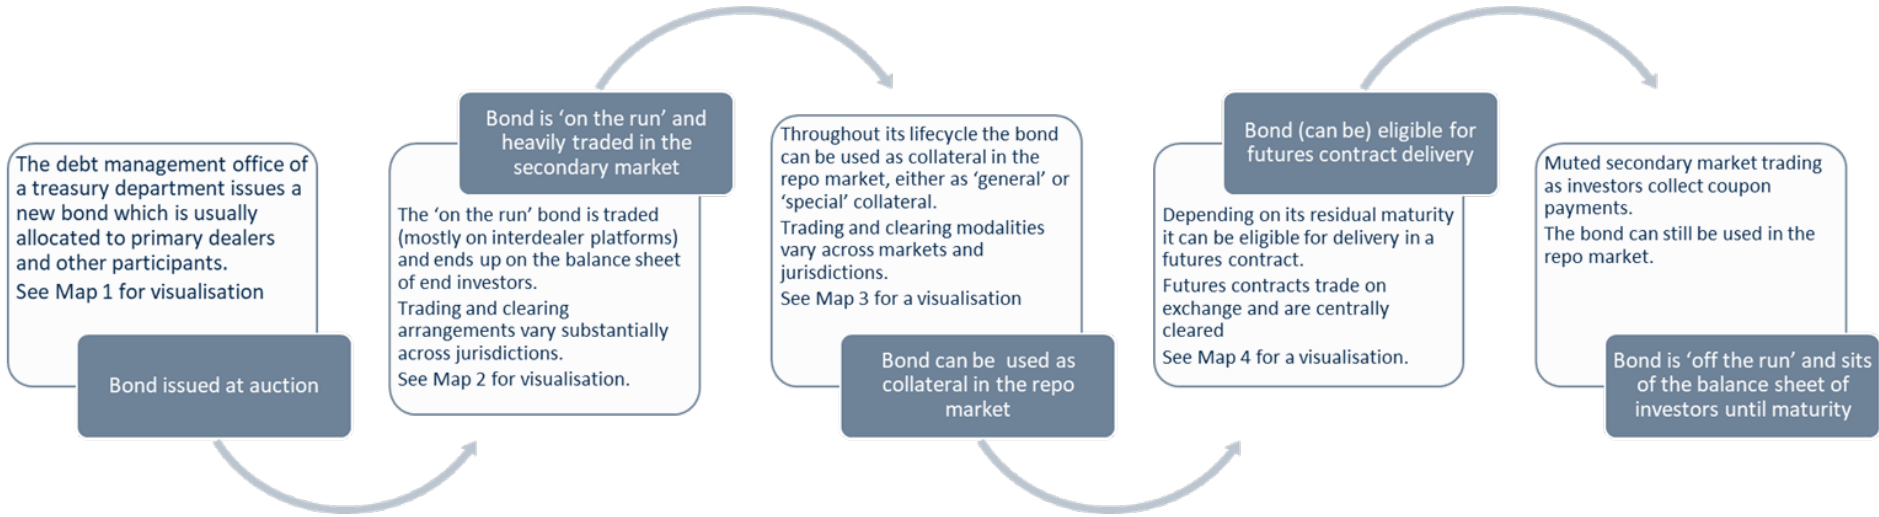 The debt management office of
a treasury department issues a
new bond which is usually
allocated to primary dealers
and other participants.
See Map 1 for visualisation
Bond issued at auction
Bond is ‘on the run’ and
heavily traded in the
secondary market
The ‘on the run’ bond is traded
(mostly on interdealer platforms)
and ends up on the balance sheet
of end investors.
Trading and clearing
arrangements vary substantially
across jurisdictions.
See Map 2 for visualisation.
Throughout its lifecycle the bond
can be used as collateral in the
repo market, either as ‘general’ or
‘special’ collateral.
Trading and clearing modalities
vary across markets and
jurisdictions.
See Map 3 for a visualisation
Bond can be  used as
collateral in the repo
market
Bond (can be) eligible for
futures contract delivery
Depending on its residual maturity
it can be eligible for delivery in a
futures contract.
Futures contracts trade on
exchange and are centrally
cleared
See Map 4 for a visualisation.
Muted secondary market trading
as investors collect coupon
payments.
The bond can still be used in the
repo market.
Bond is ‘off the run’ and sits
of the balance sheet of
investors until maturity